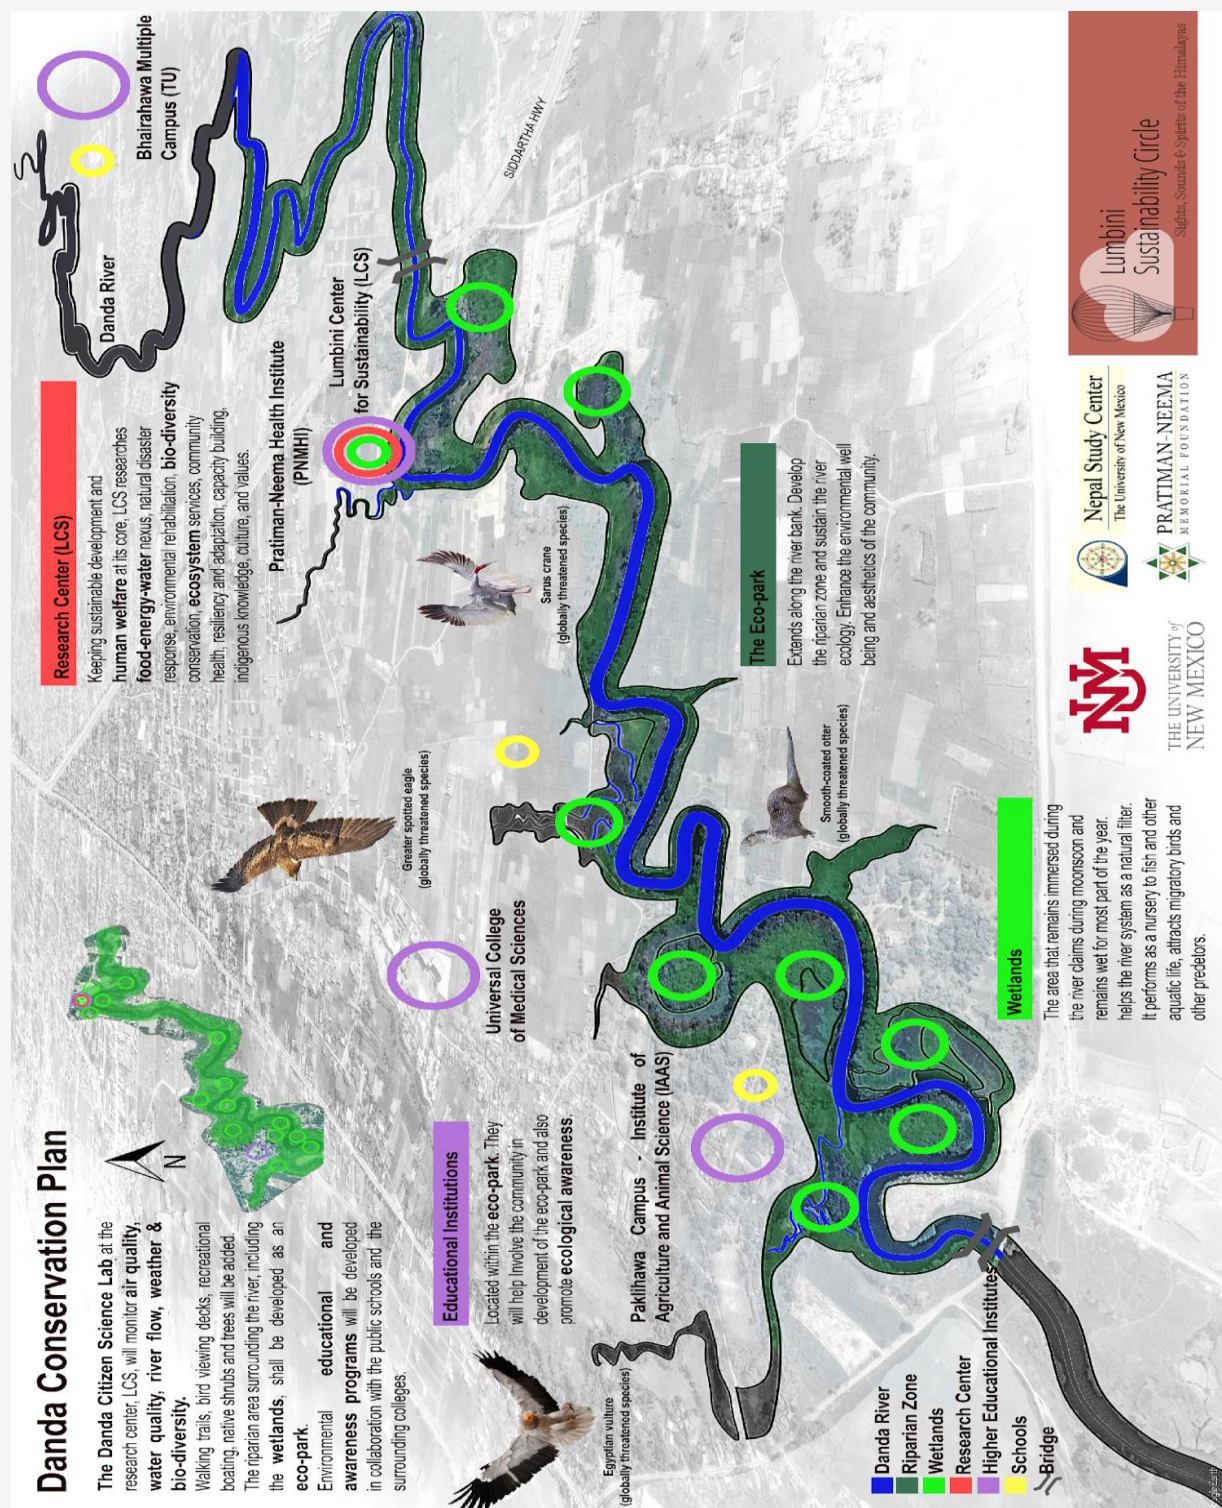 Danda Conservation Plan
The Danda Citizen Science Lab at the
research center, LCS, will monitor air quality,
water quality, river flow, weather &
bio-diversity.
Walking trails, bird viewing decks, recreational
boating, native shrubs and trees will be added.
The riparian area surrounding the river, including
the wetlands, shall be developed as an
eco-park.
Environmental educational and
awareness programs will be developed
in collaboration with the public schools and the
surrounding colleges.
N
Educational Institutions
Located within the eco-park. They
will help Involve the community in
development of the eco-park and also
promote ecological awareness.
Egyptian vulture
(globally threatened species)
Paklihawa Campus - Institute of
Agriculture and Animal Science (IAAS)
Universal College
of Medical Sciences
Greater spotted eagle
(globally threatened species)
Research Center (LCS)
Keeping sustainable development and
human welfare at its core, LCS researches
food-energy-water nexus, natural disaster
response, environmental rehabilitation, bio-diversity
conservation, ecosystem services, community
health, resiliency and adaptation, capacity building,
indigenous knowledge, culture, and values.
Pratiman-Neema Health Institute
(PNMHI)
Lumbini Center
for Sustainability (LCS)
Danda River
Bhairahawa Multiple
Campus (TU)
SIDDARTHA HWY
Sarus crane
(globally threatened species)
The Eco-park
Extends along the river bank. Develop
the riparian zone and sustain the river
ecology. Enhance the environmental well
being and aesthetics of the community.
Smooth-coated otter
(globally threatened species)
Wetlands
The area that remains immersed during
the river claims during moonsoon and
remains wet for most part of the year.
helps the river system as a natural filter.
It performs as a nursery to fish and other
aquatic life, attracts migratory birds and
other predetors.
Danda River
Riparian Zone
Wetlands
Research Center
Higher Educational Institutes
Schools
Bridge
NM
THE UNIVERSITY of
NEW MEXICO
Nepal Study Center
The University of New Mexico
PRATIMAN-NEEMA
MEMORIAL FOUNDATION
Lumbini
Sustainability Circle
Sights, Sounds & Spirits of the Himalayas